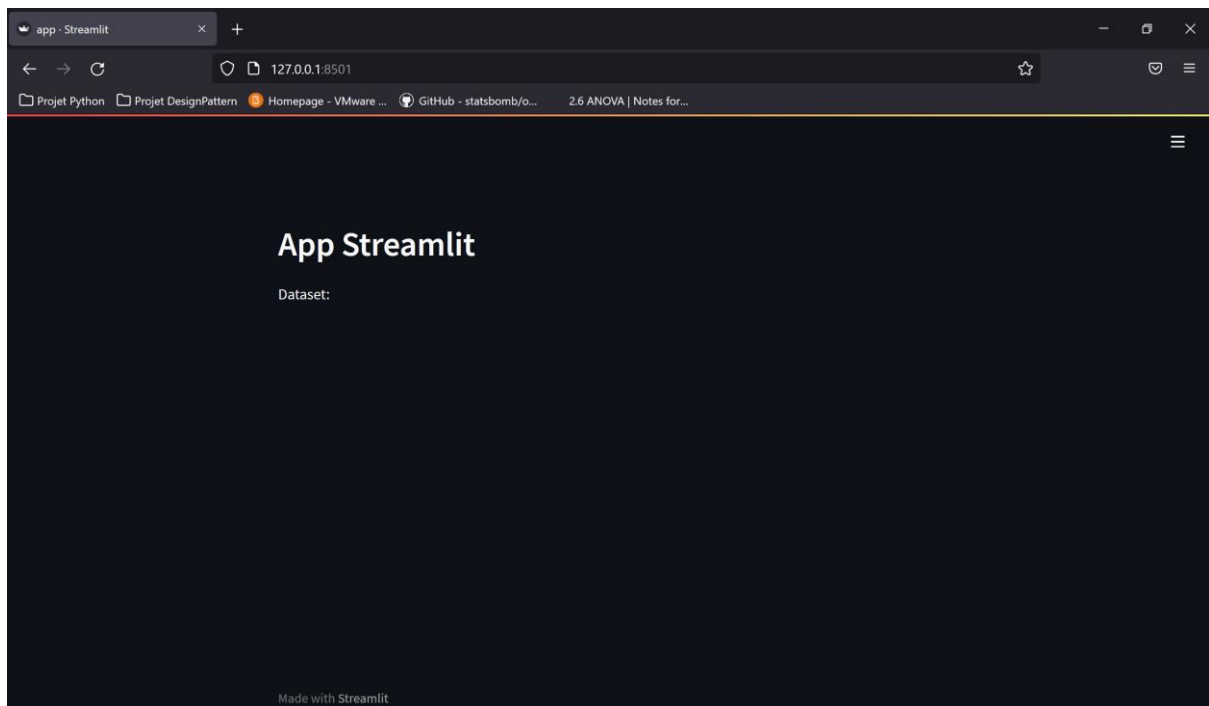 app · Streamlit
127.0.0.1:8501
Projet Python Projet DesignPattern Homepage - VMware ... GitHub - statsbomb/o... 2.6 ANOVA | Notes for...
App Streamlit
Dataset:
Made with Streamlit